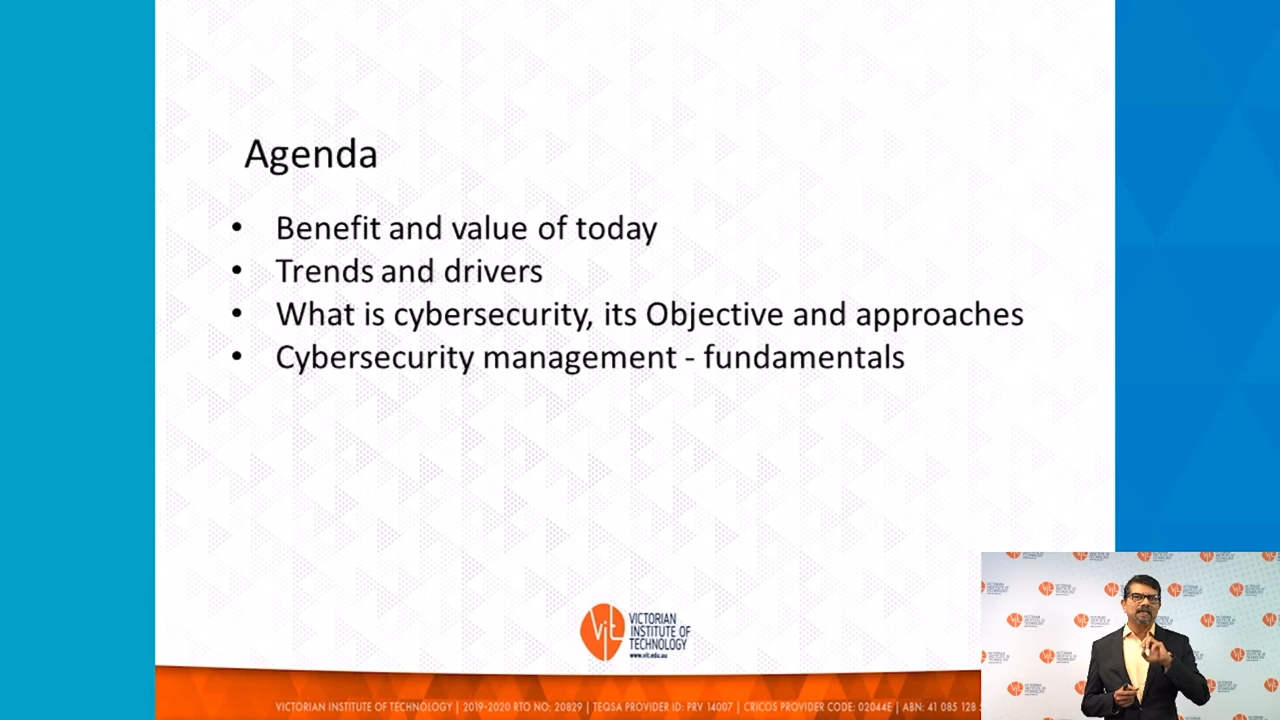 Agenda
• Benefit and value of today
• Trends and drivers
• What is cybersecurity, its Objective and approaches
• Cybersecurity management - fundamentals
Vit
VICTORIAN
INSTITUTE OF
TECHNOLOGY
www.vit.edu.au
VICTORIAN INSTITUTE OF TECHNOLOGY | 2019-2020 RTO NO: 20829 | TEQSA PROVIDER ID: PRV 14007 | CRICOS PROVIDER CODE: 02044E | ABN: 41 085 128